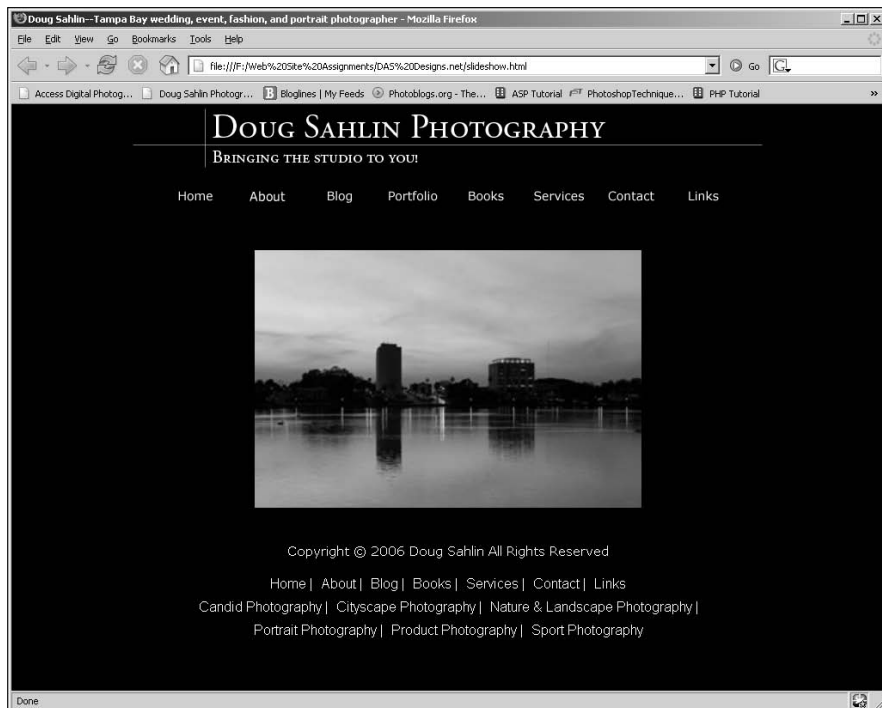 Doug Sahlin--Tampa Bay wedding, event, fashion, and portrait photographer - Mozilla Firefox
File Edit View Go Bookmarks Tools Help
file:///F:/Web%20Site%20Assignments/DAS%20Designs.net/slideshow.html Go G
Access Digital Photog... Doug Sahlin Photogr... B Bloglines | My Feeds Photoblogs.org - The... ASP Tutorial PhotoshopTechnique... PHP Tutorial »
DOUG SAHLIN PHOTOGRAPHY
BRINGING THE STUDIO TO YOU!
Home About Blog Portfolio Books Services Contact Links
Copyright © 2006 Doug Sahlin All Rights Reserved
Home | About | Blog | Books | Services | Contact | Links
Candid Photography | Cityscape Photography | Nature & Landscape Photography |
Portrait Photography | Product Photography | Sport Photography
Done